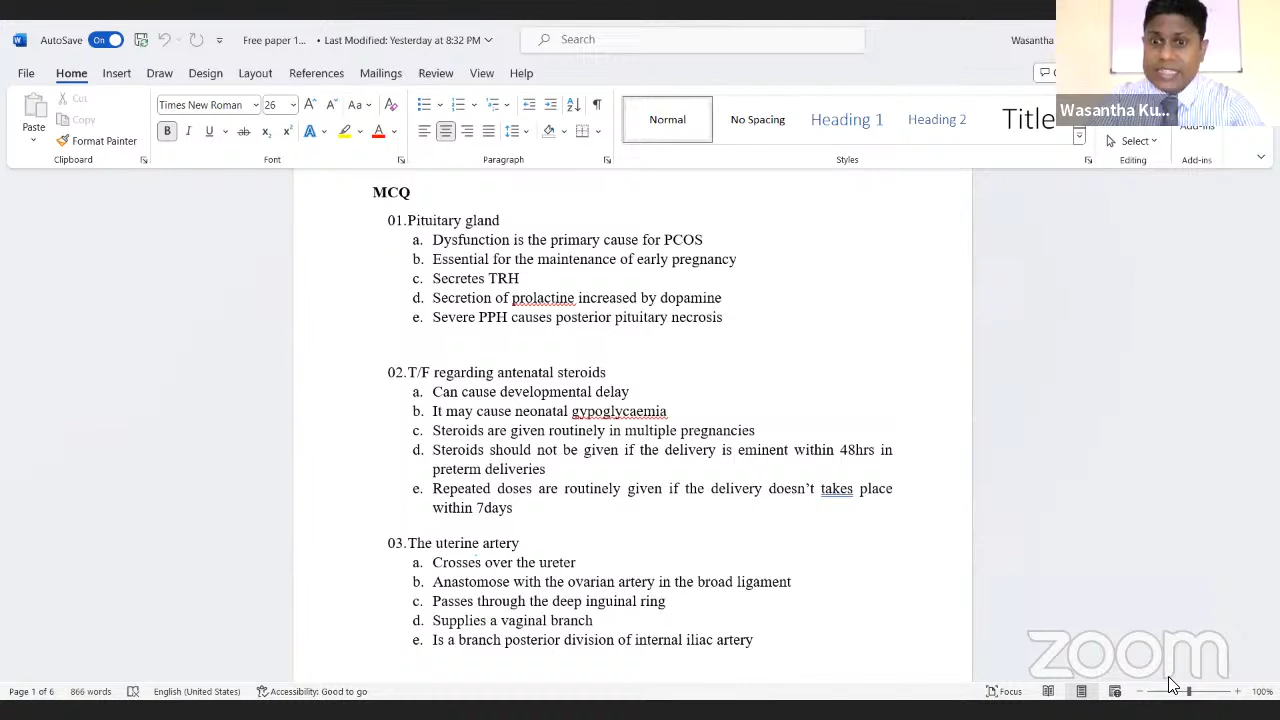 AutoSave On Free paper 1... • Last Modified: Yesterday at 8:32 PM Search Wasantha
File Home Insert Draw Design Layout References Mailings Review View Help
Wasantha Ku...
Paste Cut Copy Format Painter
Times New Roman 26 A A Aa A
B I U ab x₂ x² A A
Normal No Spacing Heading 1 Heading 2 Title
Select
Clipboard Font Paragraph Styles Editing Add-ins
MCQ
01.Pituitary gland
a. Dysfunction is the primary cause for PCOS
b. Essential for the maintenance of early pregnancy
c. Secretes TRH
d. Secretion of prolactine increased by dopamine
e. Severe PPH causes posterior pituitary necrosis
02.T/F regarding antenatal steroids
a. Can cause developmental delay
b. It may cause neonatal gypoglycaemia
c. Steroids are given routinely in multiple pregnancies
d. Steroids should not be given if the delivery is eminent within 48hrs in
preterm deliveries
e. Repeated doses are routinely given if the delivery doesn't takes place
within 7days
03.The uterine artery
a. Crosses over the ureter
b. Anastomose with the ovarian artery in the broad ligament
c. Passes through the deep inguinal ring
d. Supplies a vaginal branch
e. Is a branch posterior division of internal iliac artery
zoom
Page 1 of 6 866 words English (United States) Accessibility: Good to go Focus 100%